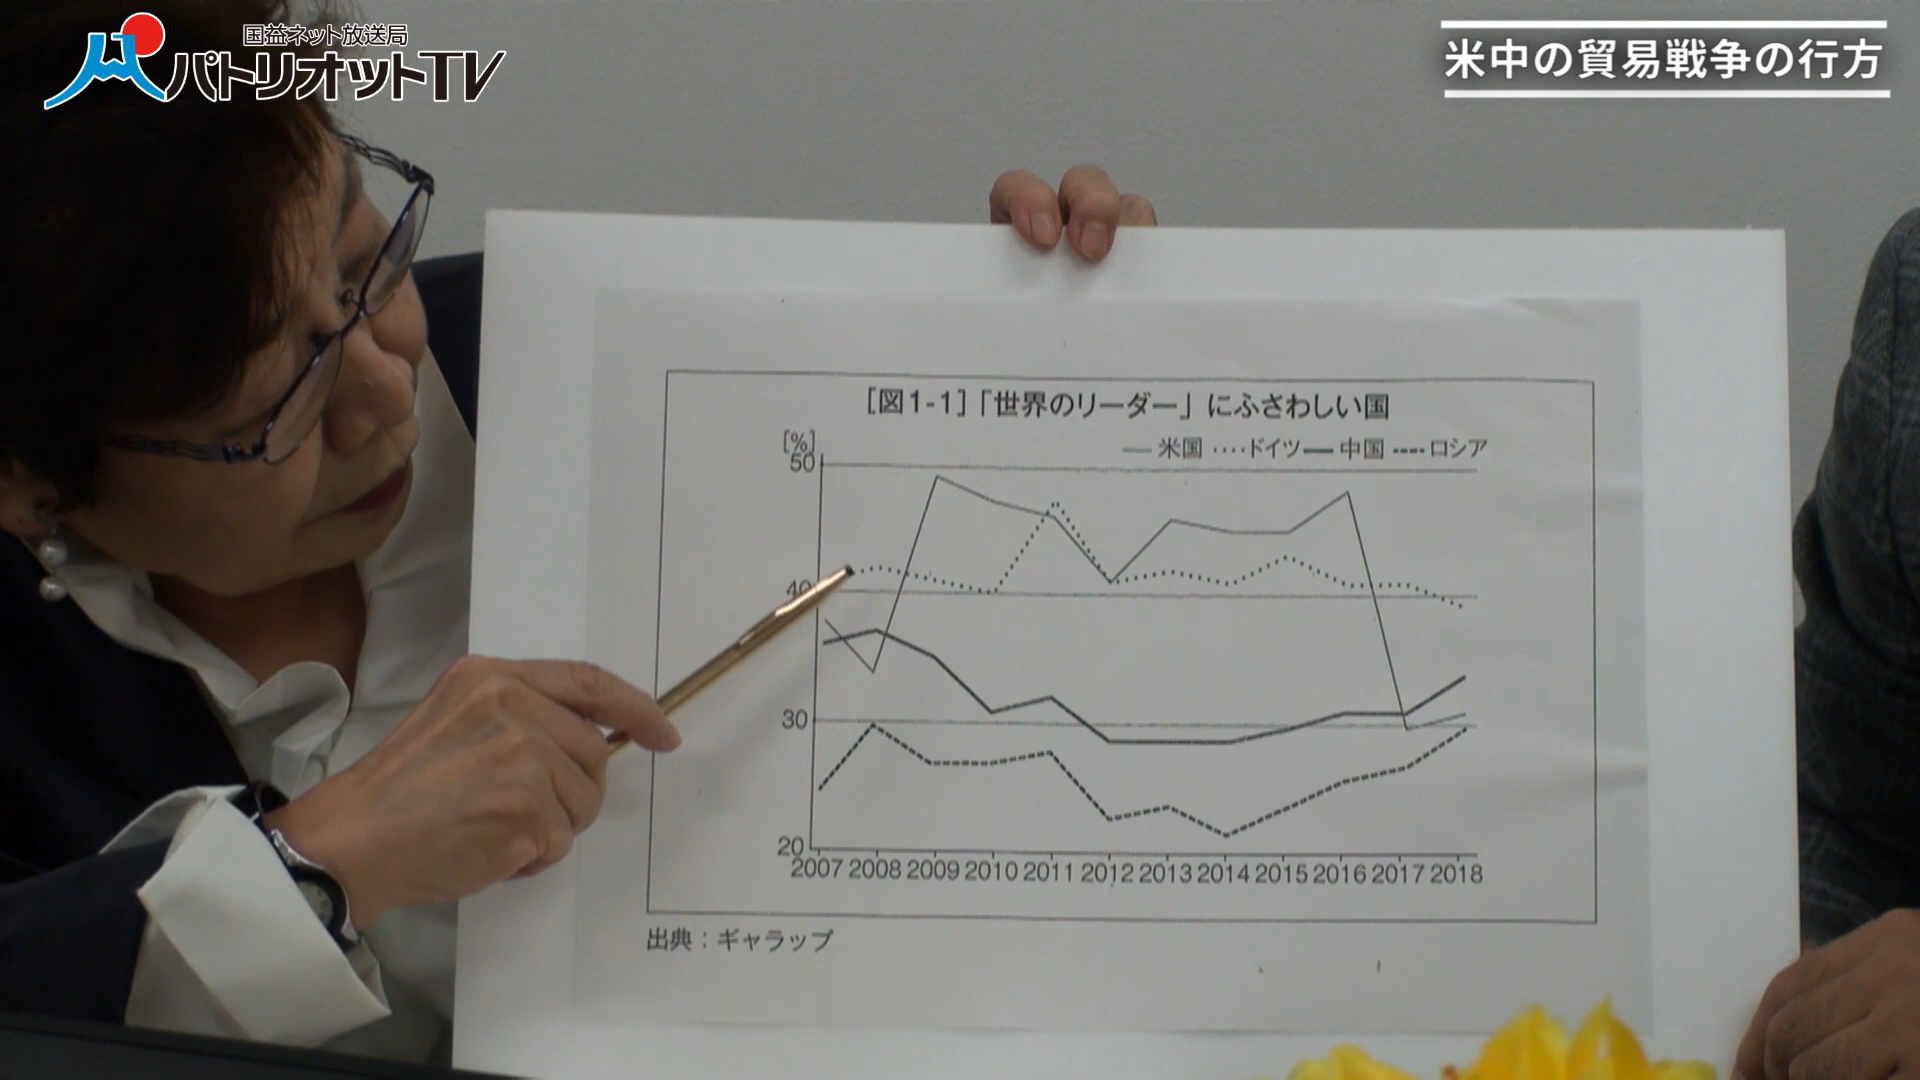 国益ネット放送局
パトリオットTV
米中の貿易戦争の行方
[図1-1]「世界のリーダー」にふさわしい国
[%]
米国 ドイツ 中国 ロシア
50
40
30
20
2007 2008 2009 2010 2011 2012 2013 2014 2015 2016 2017 2018
出典：ギャラップ